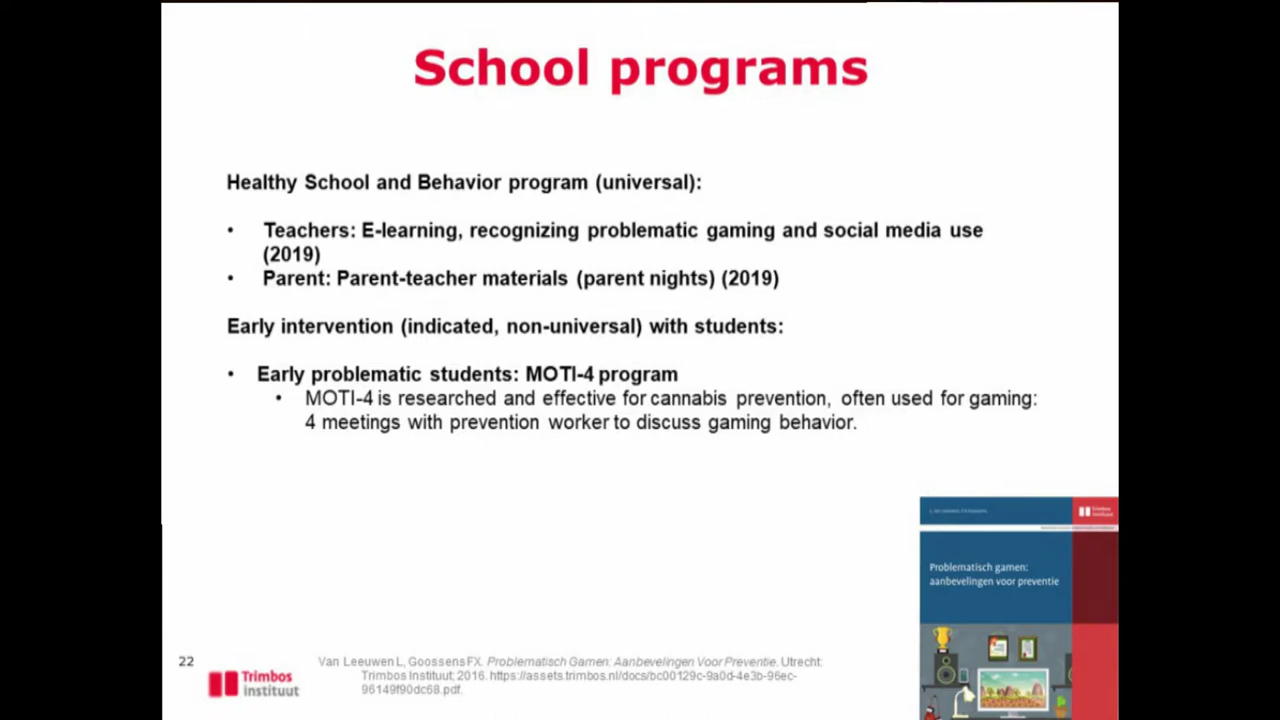 School programs
Healthy School and Behavior program (universal):
• Teachers: E-learning, recognizing problematic gaming and social media use
(2019)
• Parent: Parent-teacher materials (parent nights) (2019)
Early intervention (indicated, non-universal) with students:
• Early problematic students: MOTI-4 program
• MOTI-4 is researched and effective for cannabis prevention, often used for gaming:
4 meetings with prevention worker to discuss gaming behavior.
Trimbos
instituut
Problematisch gamen:
aanbevelingen voor preventie
22
Trimbos
instituut
Van Leeuwen L, Goossens FX. Problematisch Gamen: Aanbevelingen Voor Preventie. Utrecht:
Trimbos Instituut; 2016. https://assets.trimbos.nl/docs/bc00129c-9a0d-4e3b-96ec-
96149f90dc68.pdf.